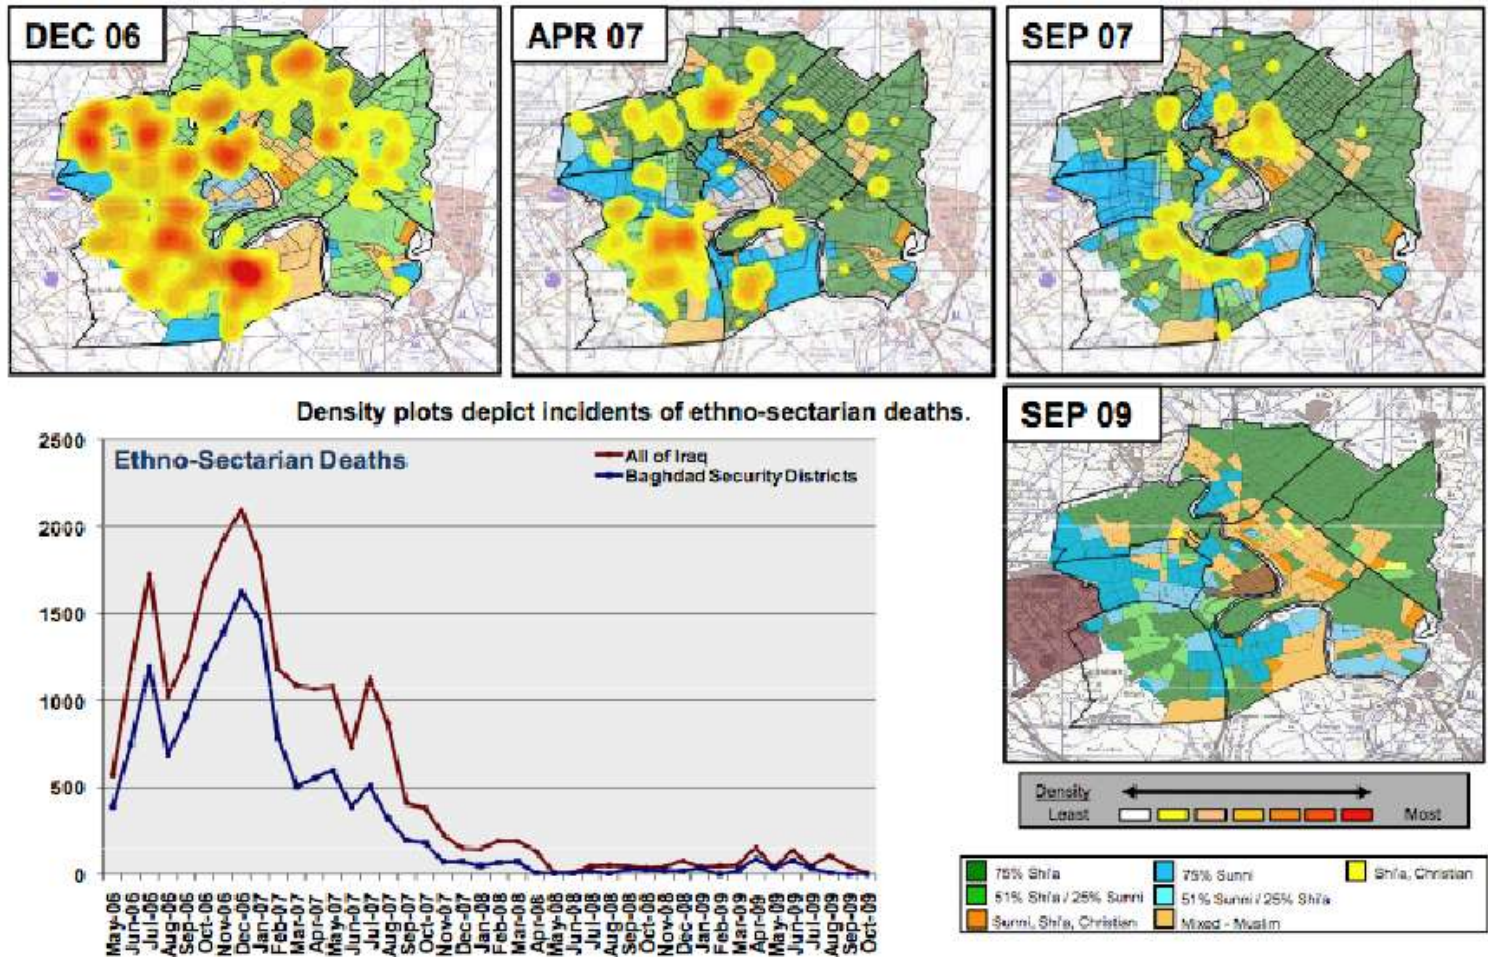 DEC 06
APR 07
SEP 07
Density plots depict incidents of ethno-sectarian deaths.
SEP 09
Ethno-Sectarian Deaths
All of Iraq
Baghdad Security Districts
2500
2000
1500
1000
500
0
May-06
Jun-06
Jul-06
Aug-06
Sep-06
Oct-06
Nov-06
Dec-06
Jan-07
Feb-07
Mar-07
Apr-07
May-07
Jun-07
Jul-07
Aug-07
Sep-07
Oct-07
Nov-07
Dec-07
Jan-08
Feb-08
Mar-08
Apr-08
May-08
Jun-08
Jul-08
Aug-08
Sep-08
Oct-08
Nov-08
Dec-08
Jan-09
Feb-09
Mar-09
Apr-09
May-09
Jun-09
Jul-09
Aug-09
Sep-09
Oct-09
Density
Least Most
75% Shi'a 75% Sunni Shi'a, Christian
51% Shi'a / 25% Sunni 51% Sunni / 25% Shi'a
Sunni, Shi'a, Christian Mixed - Muslim